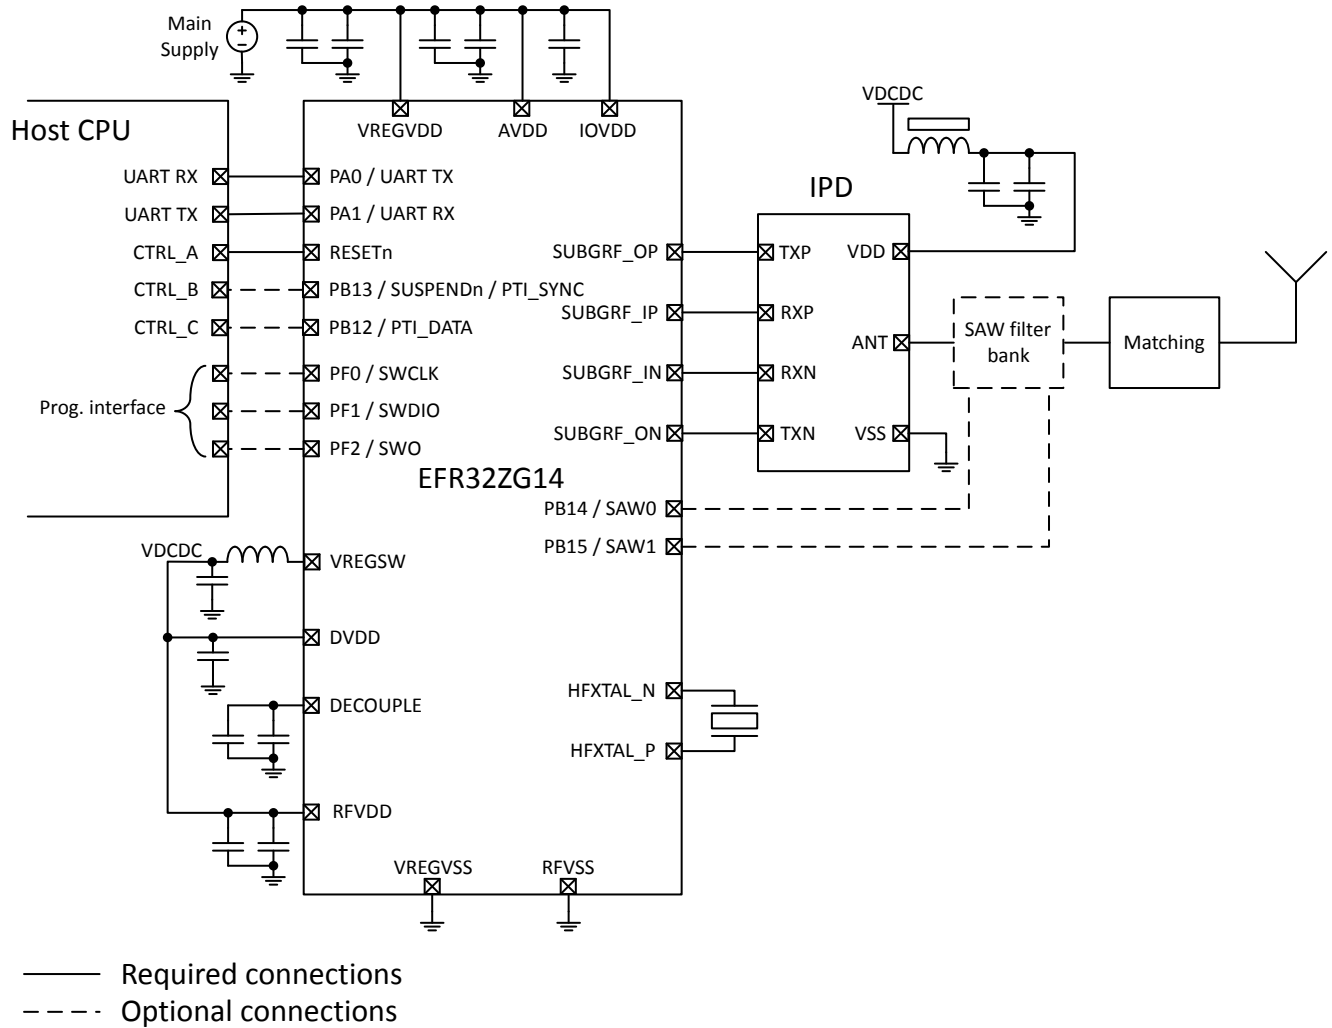 Main
Supply
+
−
VDCDC
Host CPU
VREGVDD
AVDD
IOVDD
UART RX
PA0 / UART TX
IPD
UART TX
PA1 / UART RX
CTRL_A
RESETn
SUBGRF_OP
TXP
VDD
CTRL_B
PB13 / SUSPENDn / PTI_SYNC
SUBGRF_IP
RXP
CTRL_C
PB12 / PTI_DATA
ANT
SAW filter
bank
Matching
PF0 / SWCLK
SUBGRF_IN
RXN
Prog. interface
PF1 / SWDIO
SUBGRF_ON
TXN
VSS
PF2 / SWO
EFR32ZG14
PB14 / SAW0
PB15 / SAW1
VDCDC
VREGSW
DVDD
HFXTAL_N
DECOUPLE
HFXTAL_P
RFVDD
VREGVSS
RFVSS
Required connections
Optional connections